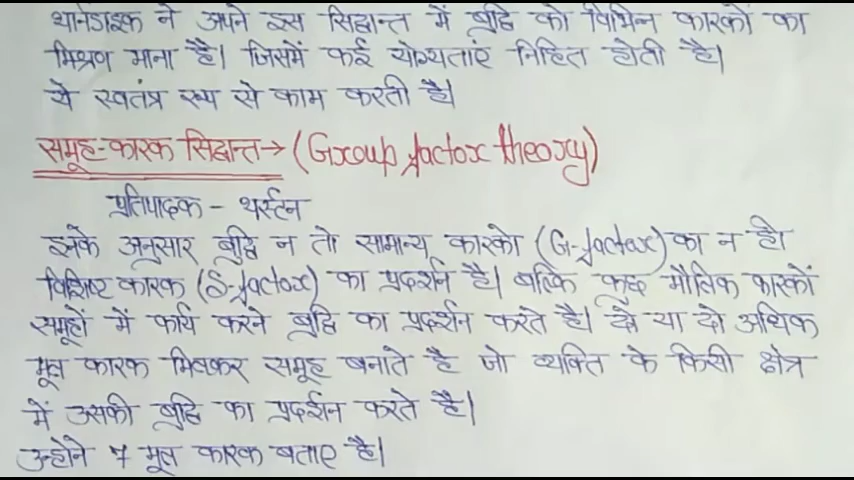 थार्नडाइक ने अपने इस सिद्धान्त में बुद्धि को विभिन्न कारकों का
मिश्रण माना है। जिसमें कई योग्यताएं निहित होती है।
ये स्वतंत्र रूप से काम करती है।
समूह-कारक सिद्धान्त→(Group factor theory)
प्रतिपादक - थर्स्टन
इनके अनुसार बुद्धि न तो सामान्य कारको (G-factor) का न ही
विशिष्ट कारक (S-factor) का प्रदर्शन है। बल्कि कुछ मौलिक कारकों
समूहों में कार्य करने बुद्धि का प्रदर्शन करते है। दो या दो अधिक
मूल कारक मिलकर समूह बनाते है जो व्यक्ति के किसी क्षेत्र
में उसकी बुद्धि का प्रदर्शन करते है।
उन्होने 7 मूल कारक बताए है।